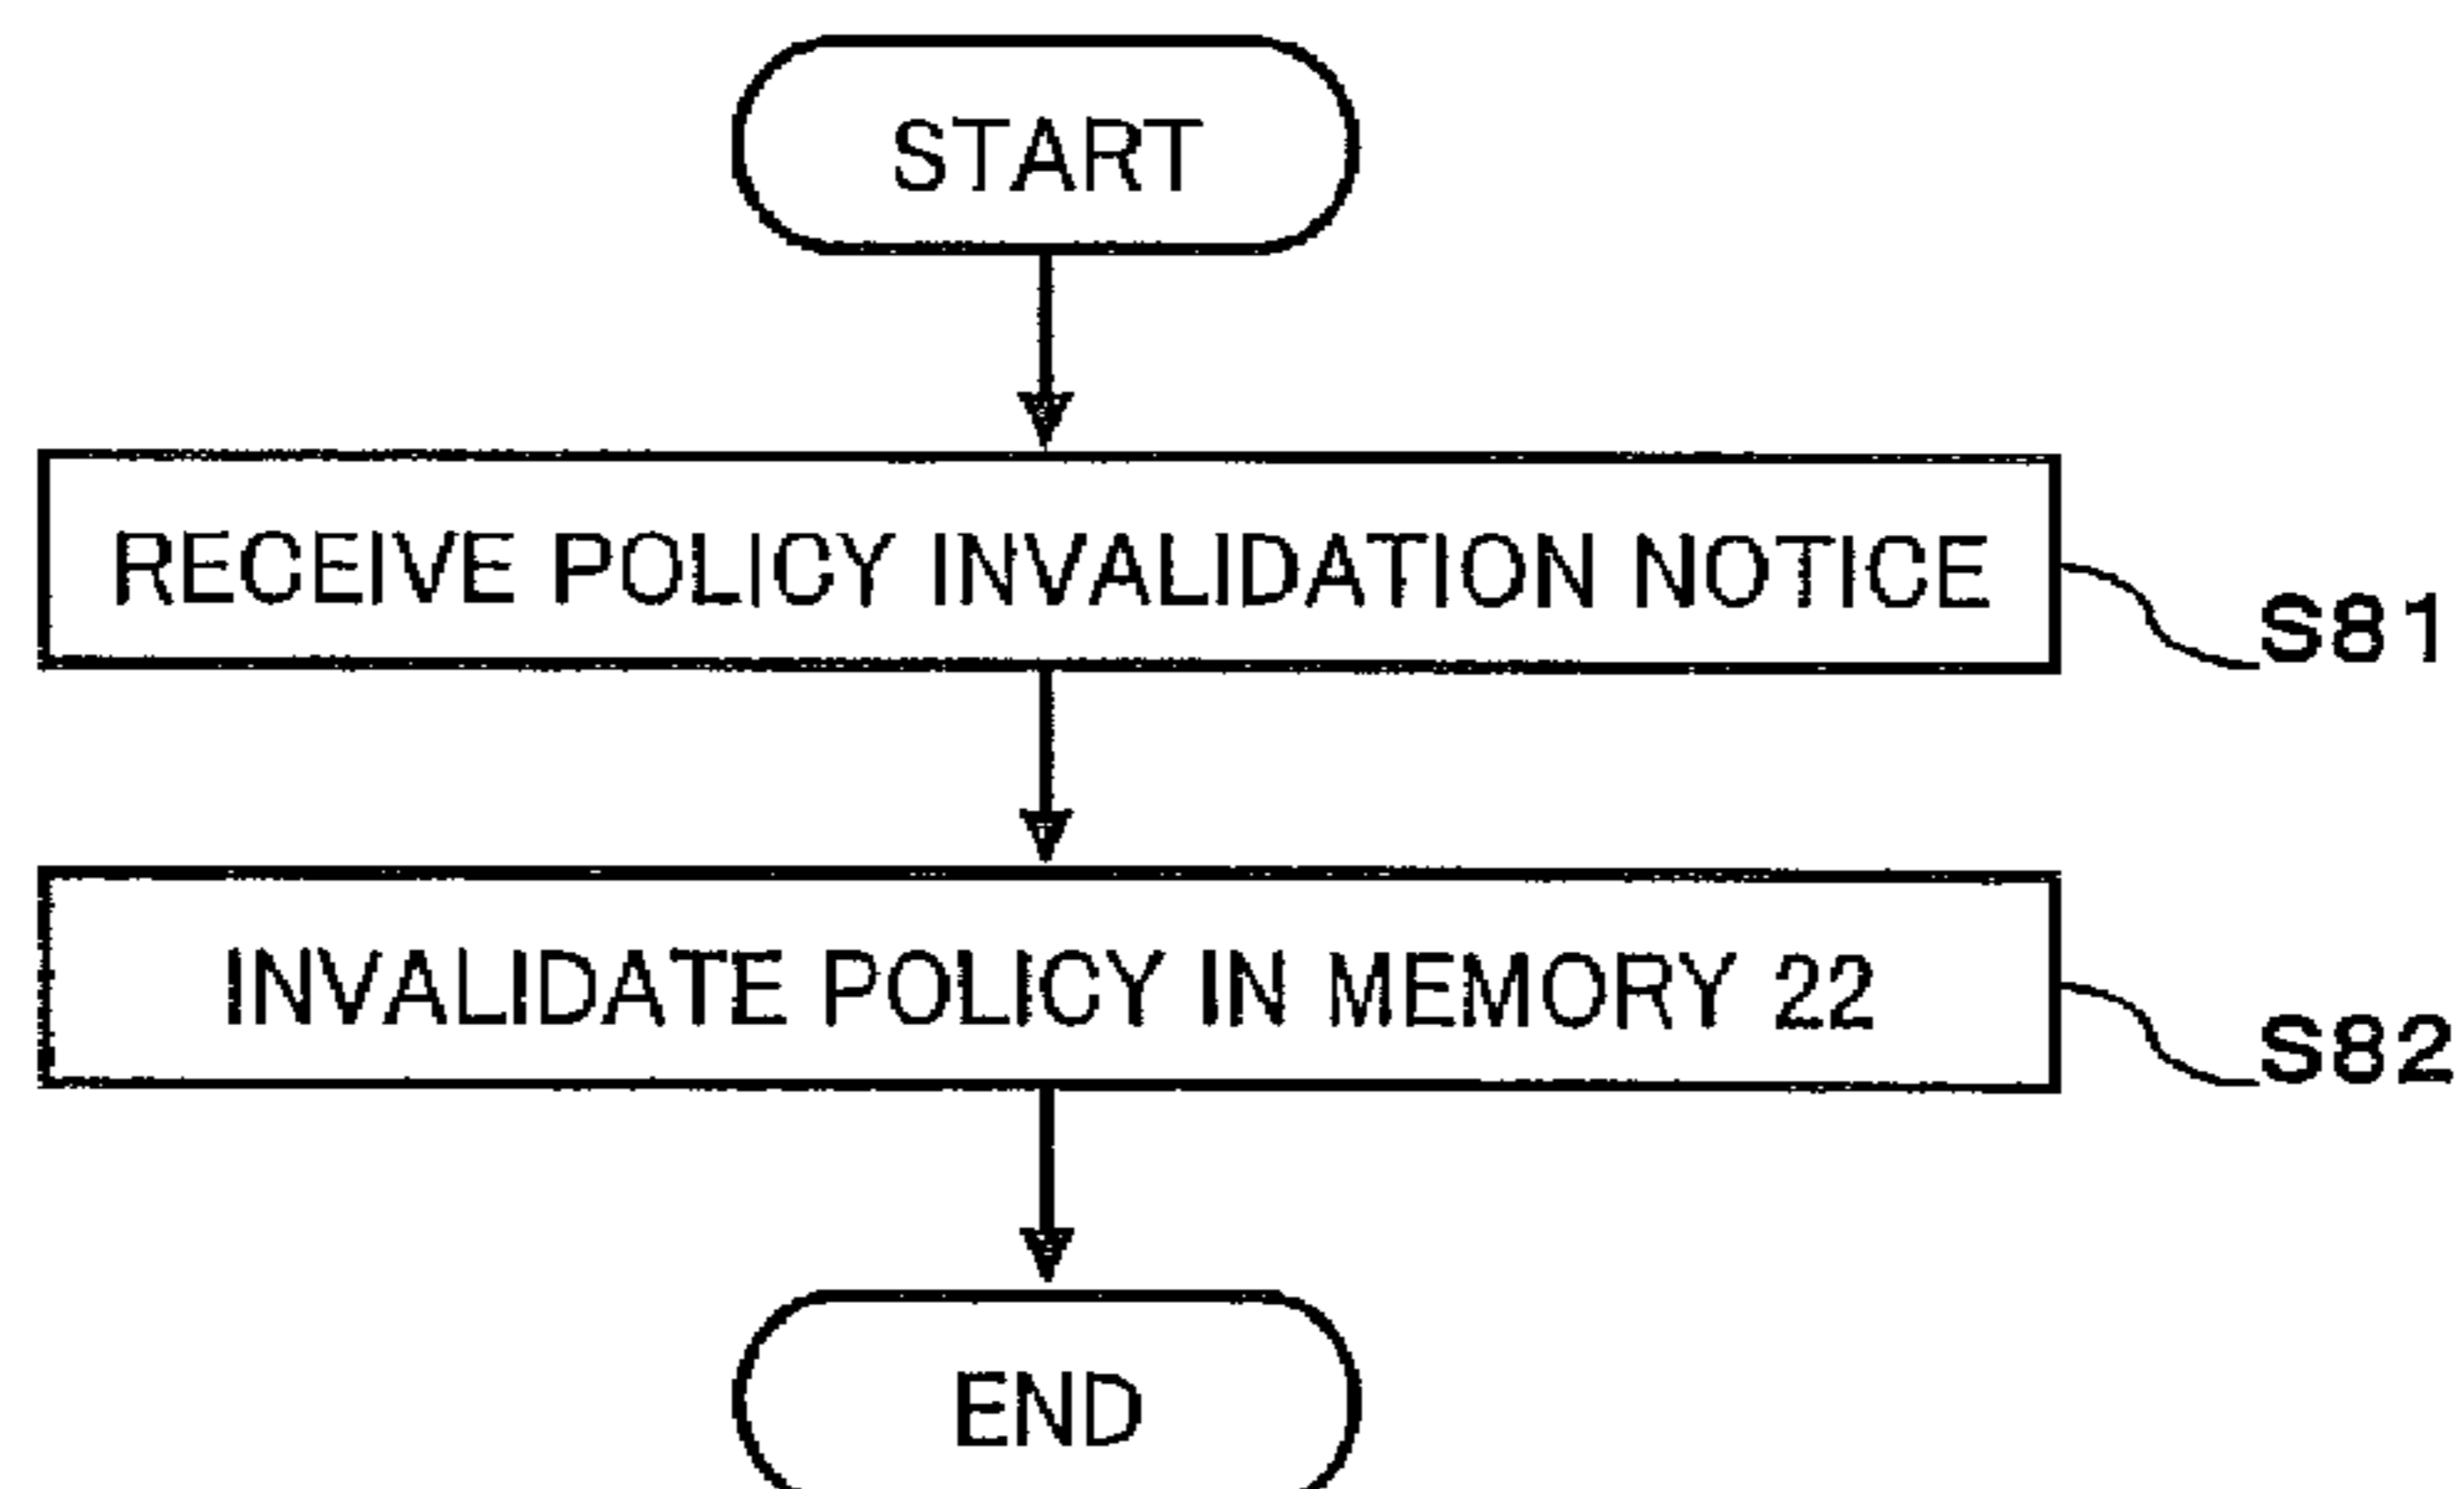 START
RECEIVE POLICY INVALIDATION NOTICE
S81
INVALIDATE POLICY IN MEMORY 22
S82
END